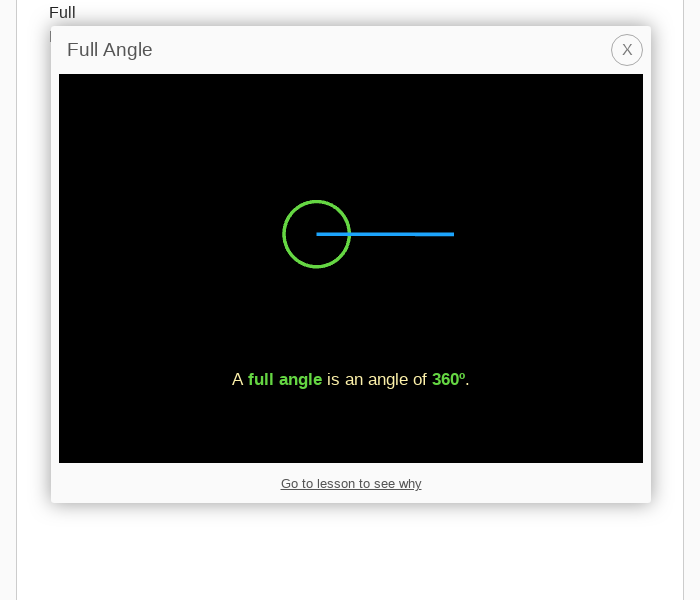 Full
Full Angle
X
A full angle is an angle of 360º.
Go to lesson to see why